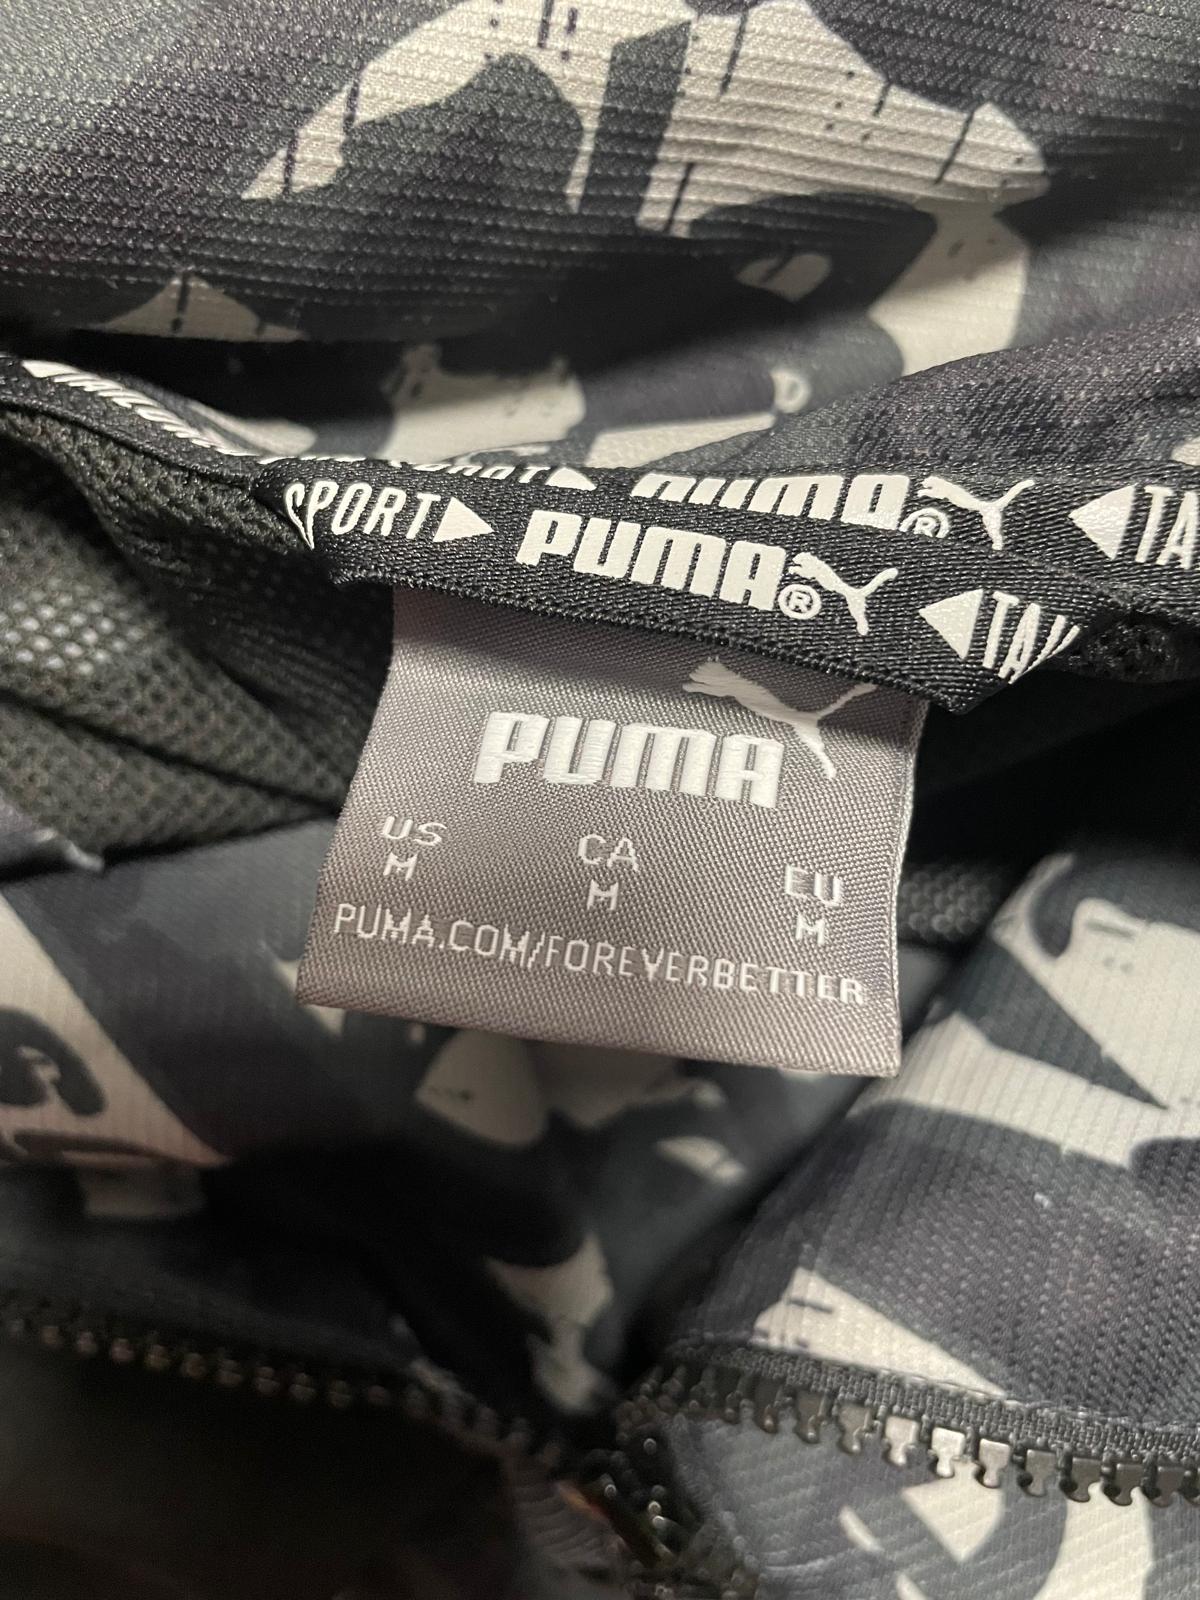 SPORT PUMA®
PUMA®
PUMA
US CA EU
M M M
PUMA.COM/FOREVERBETTER